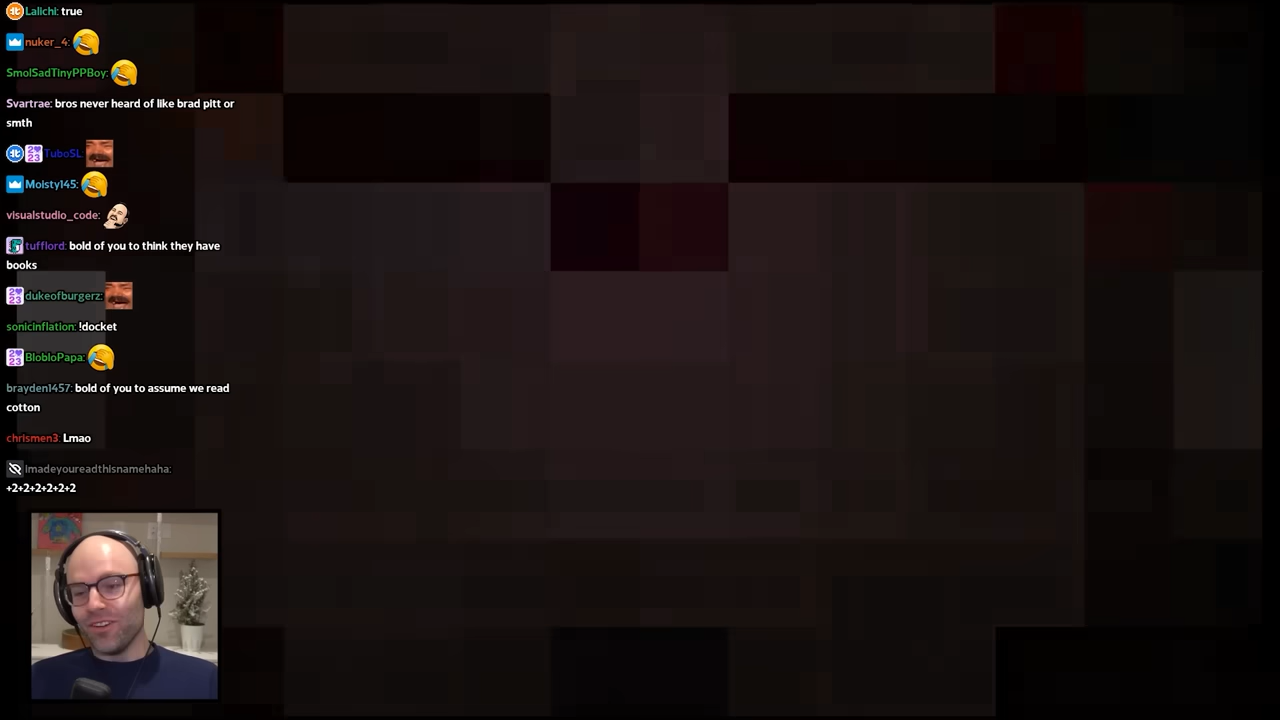 Lalichi: true
nuker_4:
SmolSadTinyPPBoy:
Svartrae: bros never heard of like brad pitt or
smth
TuboSL:
Moisty145:
visualstudio_code:
tufflord: bold of you to think they have
books
dukeofburgerz:
sonicinflation: !docket
BlobloPapa:
brayden1457: bold of you to assume we read
cotton
chrismen3: Lmao
imadeyoureadthisnamehaha:
+2+2+2+2+2+2